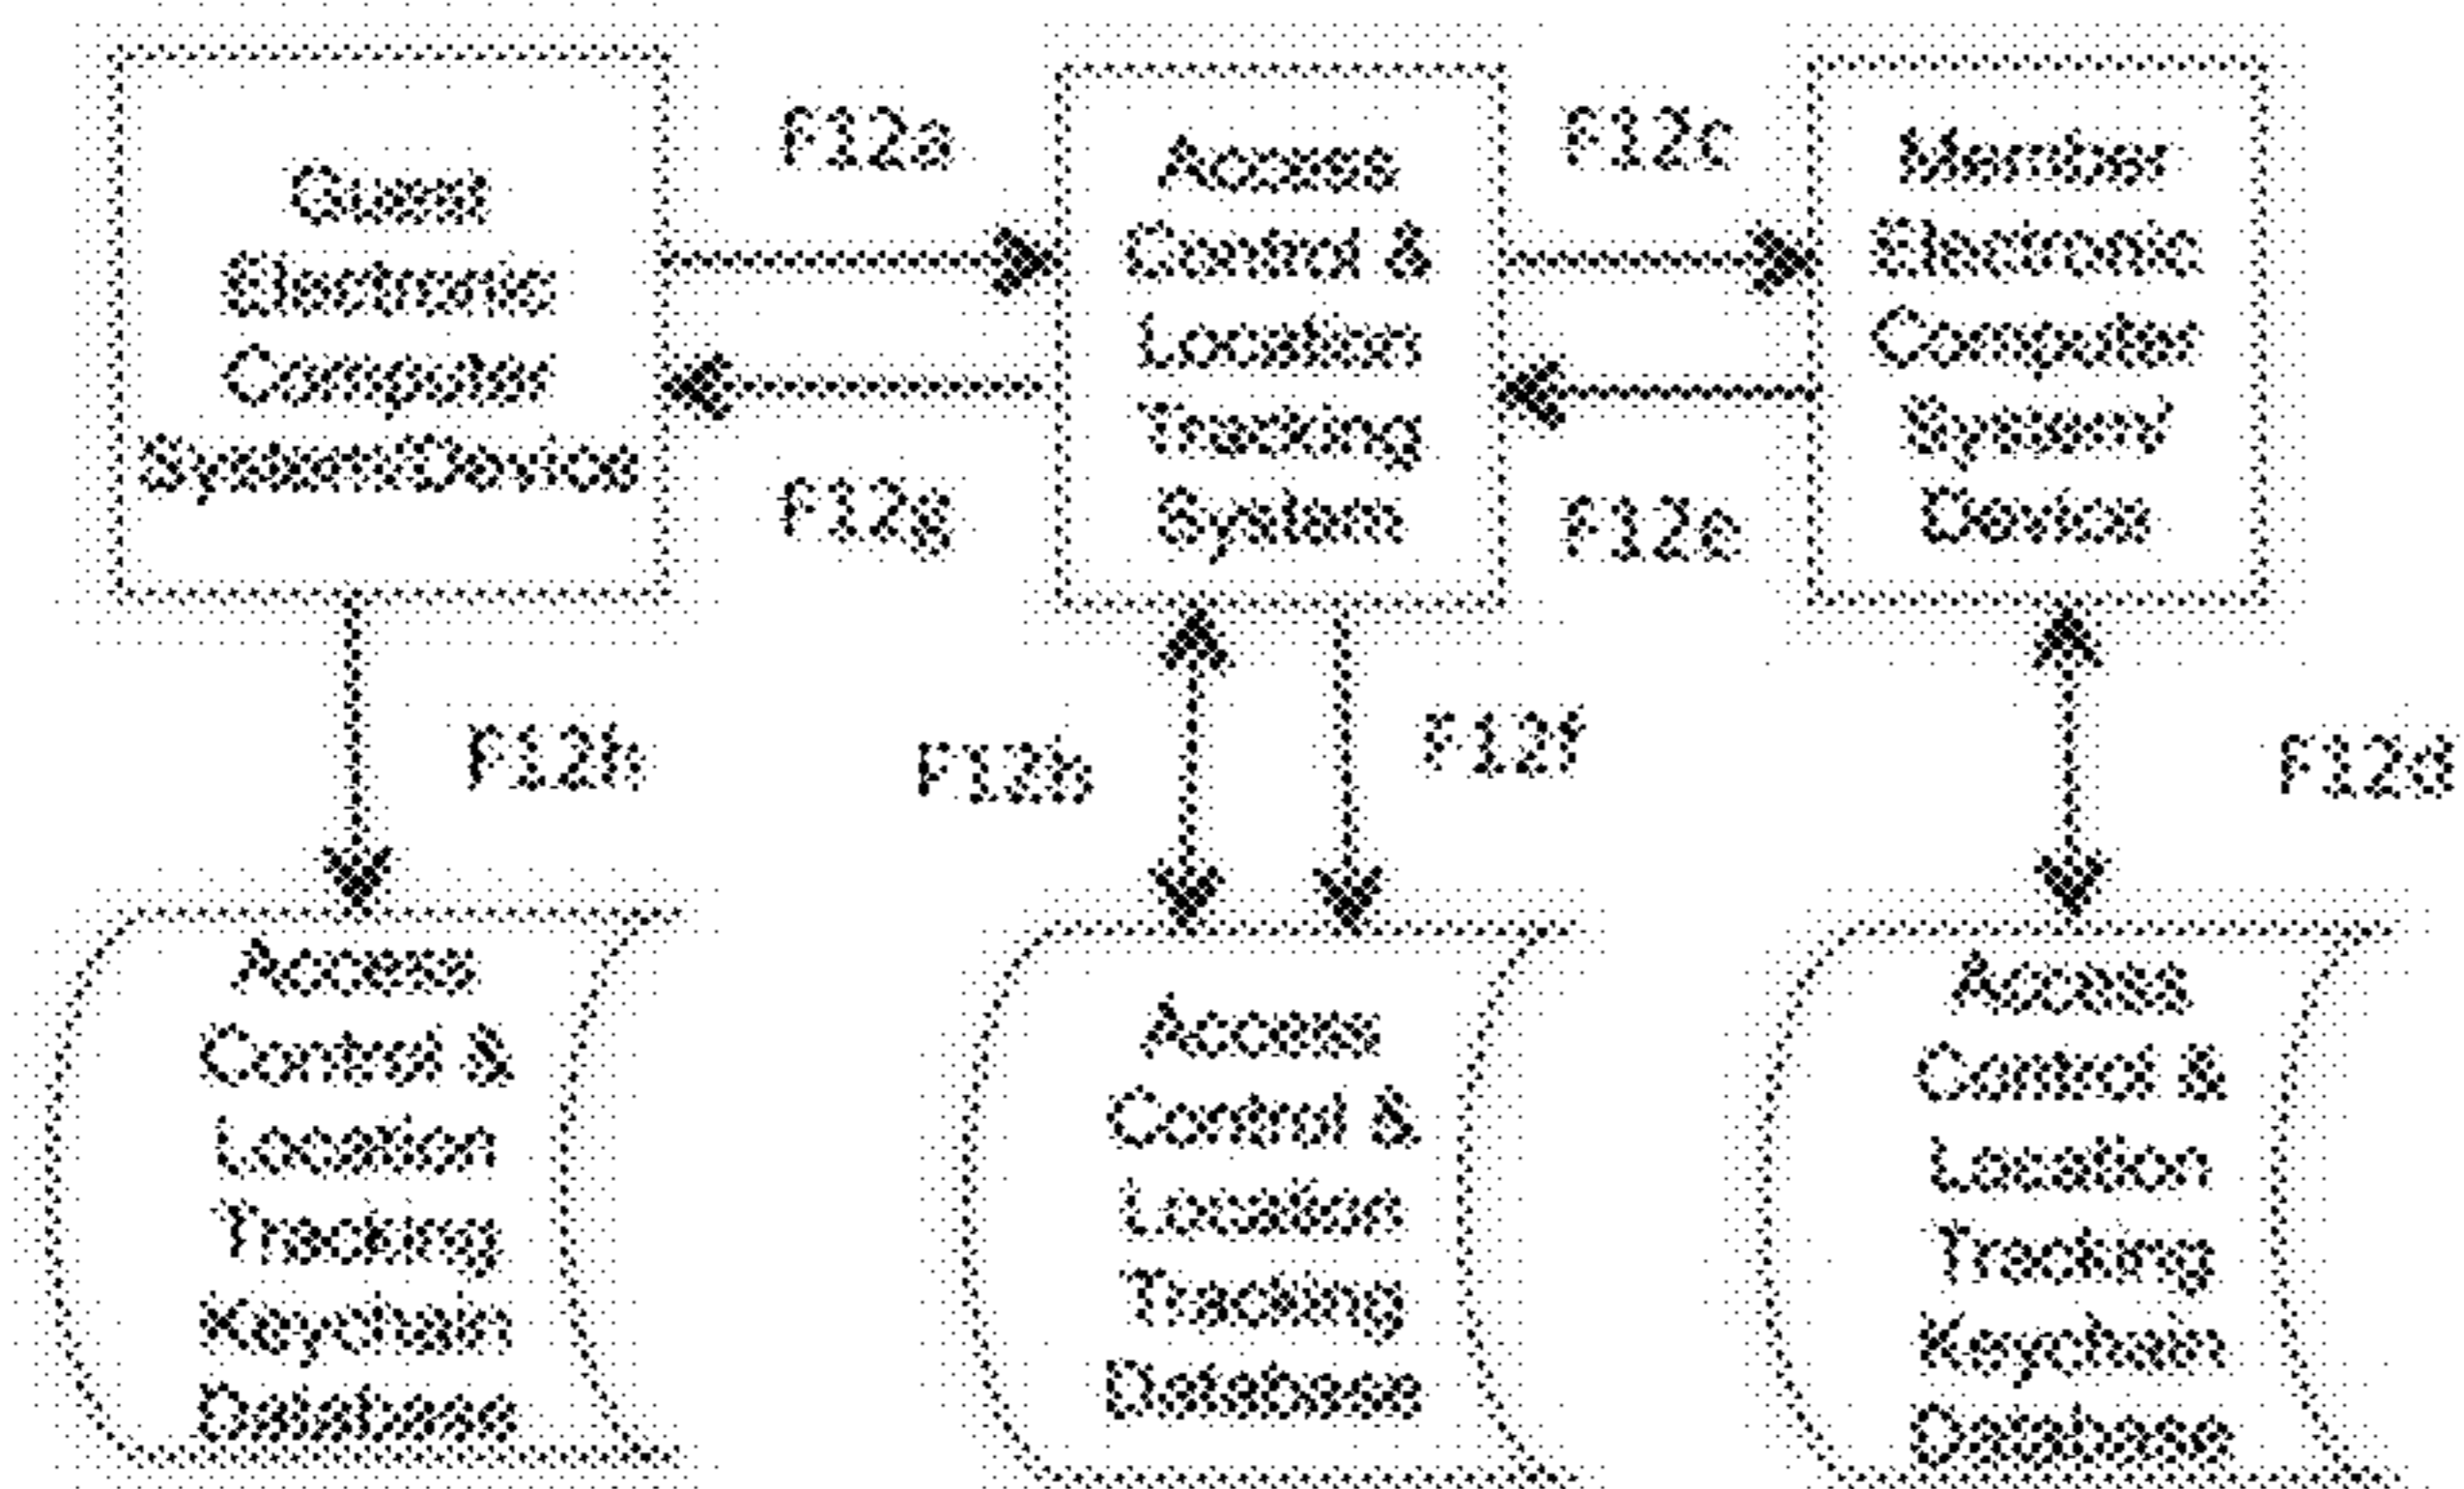 Guest
Electronic
Computer
System/Device
F12a
F12g
Access
Control &
Location
Tracking
System
F12c
F12e
Member
Electronic
Computer
System/
Device
F12h
F12b
F12f
F12d
Access
Control &
Location
Tracking
Keychain
Database
Access
Control &
Location
Tracking
Database
Access
Control &
Location
Tracking
Keychain
Database